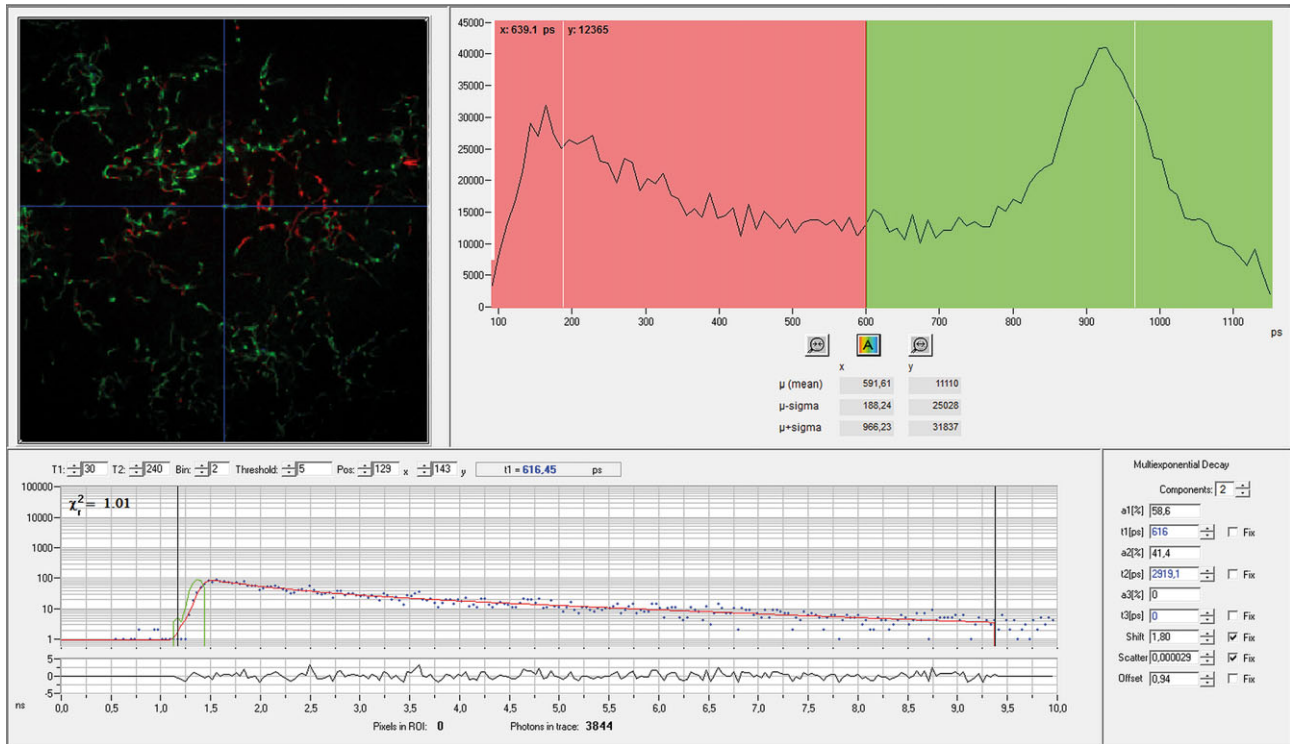 x: 639.1 ps y: 12365
45000
40000
35000
30000
25000
20000
15000
10000
5000
0
100 200 300 400 500 600 700 800 900 1000 1100
ps
A
x y
μ (mean) 591,61 11110
μ-sigma 188,24 25028
μ+sigma 966,23 31837
T1: 30 T2: 240 Bin: 2 Threshold: 5 Pos: 129 x 143 y t1 = 616,45 ps
χ²r = 1.01
100000
10000
1000
100
10
1
5
0
-5
ns
0,0 0,5 1,0 1,5 2,0 2,5 3,0 3,5 4,0 4,5 5,0 5,5 6,0 6,5 7,0 7,5 8,0 8,5 9,0 9.5 10,0
Pixels in ROI: 0 Photons in trace: 3844
Multiexponential Decay
Components: 2
a1[%] 58,6
t1[ps] 616 Fix
a2[%] 41,4
t2[ps] 2919,1 Fix
a3[%] 0
t3[ps] 0 Fix
Shift 1,80 Fix
Scatter 0,000029 Fix
Offset 0,94 Fix